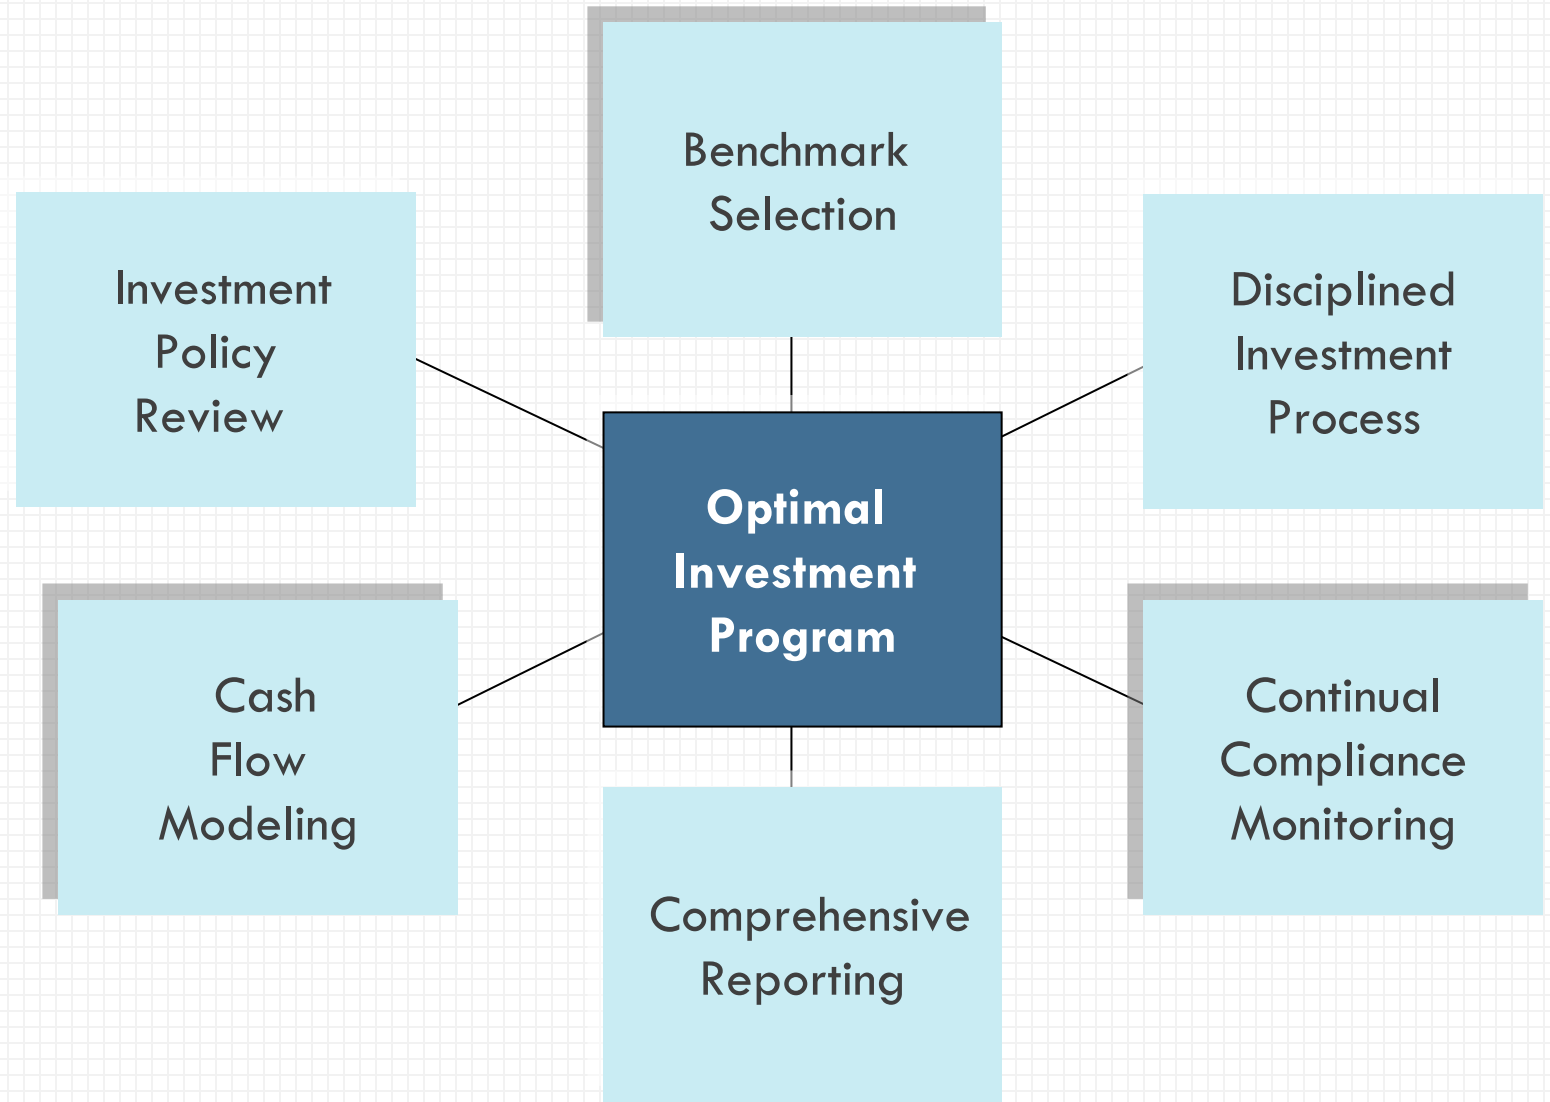 Benchmark
Selection
Investment
Policy
Review
Disciplined
Investment
Process
Optimal
Investment
Program
Cash
Flow
Modeling
Continual
Compliance
Monitoring
Comprehensive
Reporting